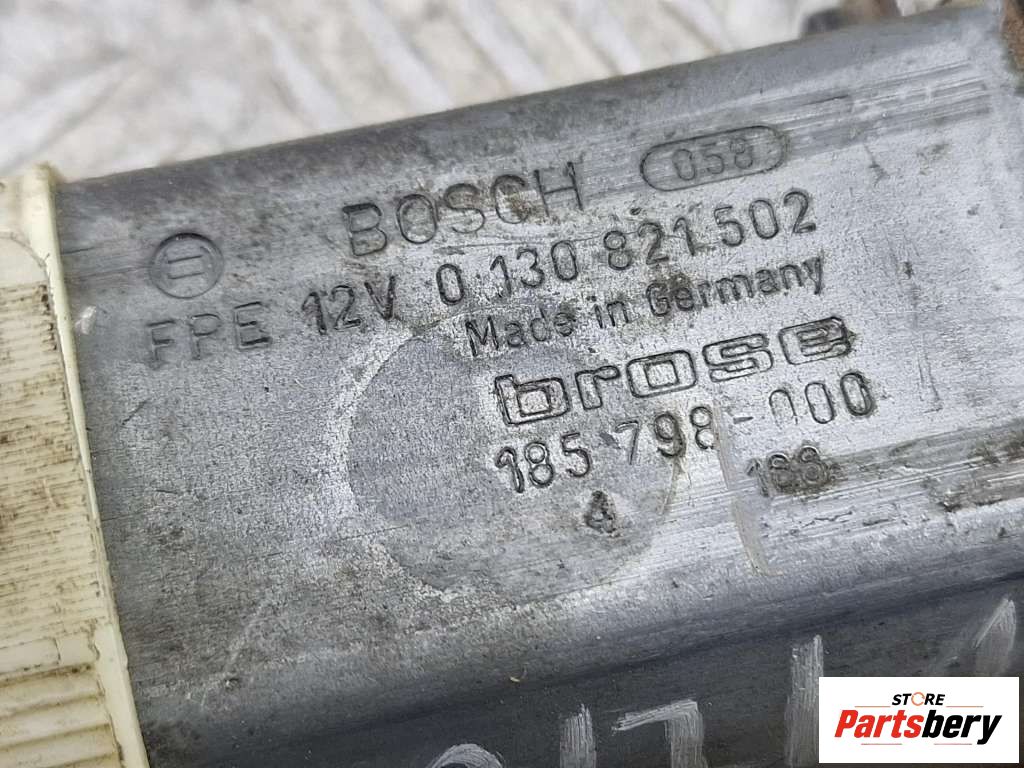 BOSCH 058
FPE 12V 0 130 821 502
Made in Germany
brose
185 798-000
4 168
STORE
Partsbery